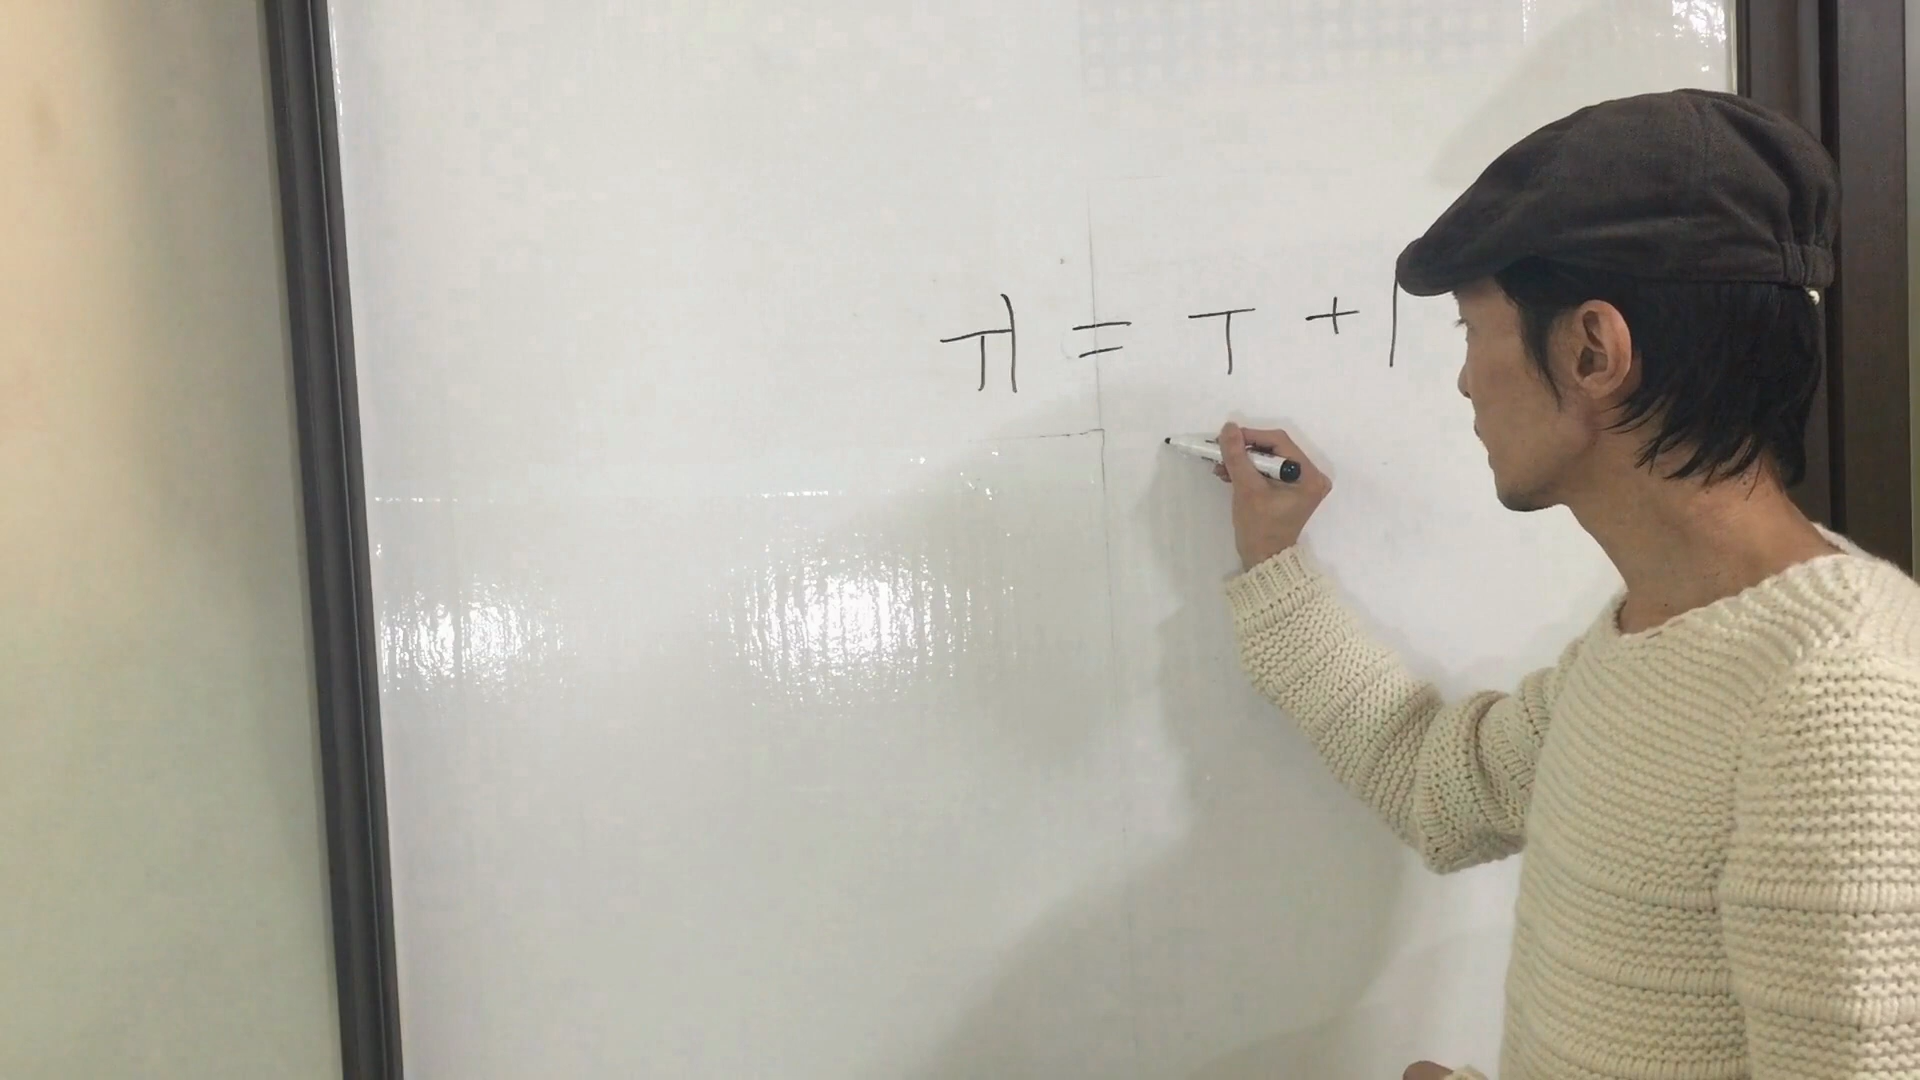 ㅟ = ㅜ + ㅣ